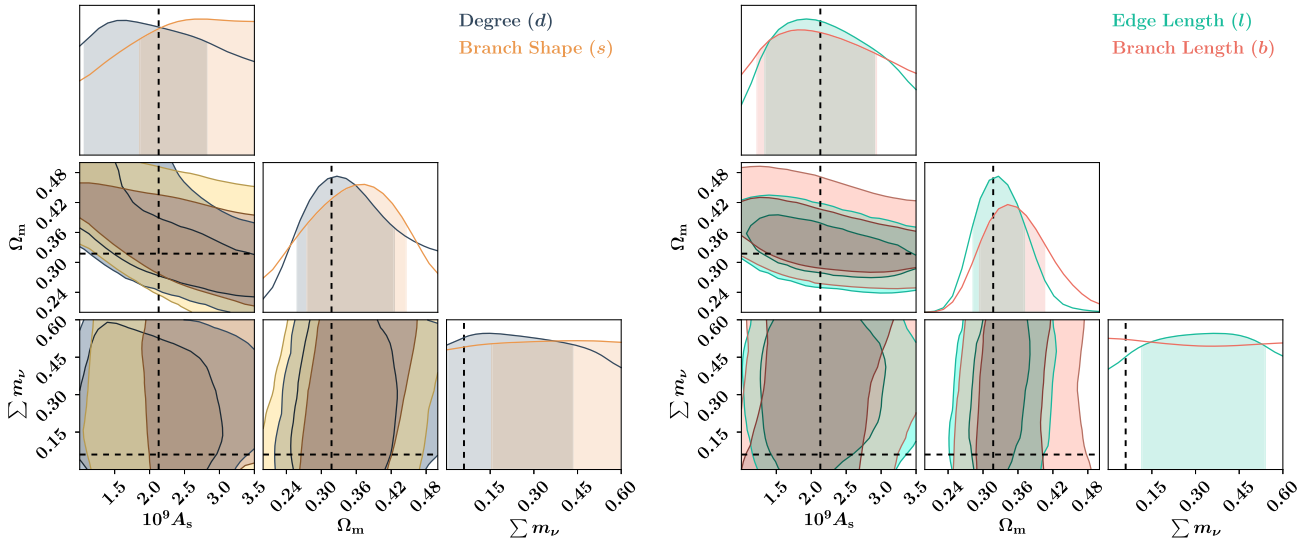 Degree (d)
Branch Shape (s)
Edge Length (l)
Branch Length (b)
Ωm
0.48
0.42
0.36
0.30
0.24
Ωm
0.48
0.42
0.36
0.30
0.24
∑ mν
0.60
0.45
0.30
0.15
∑ mν
0.60
0.45
0.30
0.15
1.5 2.0 2.5 3.0 3.5
0.24 0.30 0.36 0.42 0.48
0.15 0.30 0.45 0.60
1.5 2.0 2.5 3.0 3.5
0.24 0.30 0.36 0.42 0.48
0.15 0.30 0.45 0.60
10⁹Aₛ
Ωm
∑ mν
10⁹Aₛ
Ωm
∑ mν